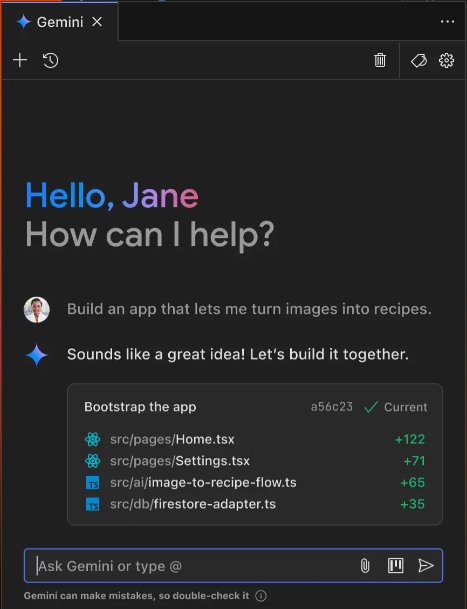 Gemini
Hello, Jane
How can I help?
Build an app that lets me turn images into recipes.
Sounds like a great idea! Let's build it together.
Bootstrap the app a56c23 Current
src/pages/Home.tsx +122
src/pages/Settings.tsx +71
TS src/ai/image-to-recipe-flow.ts +65
TS src/db/firestore-adapter.ts +35
Ask Gemini or type @
Gemini can make mistakes, so double-check it